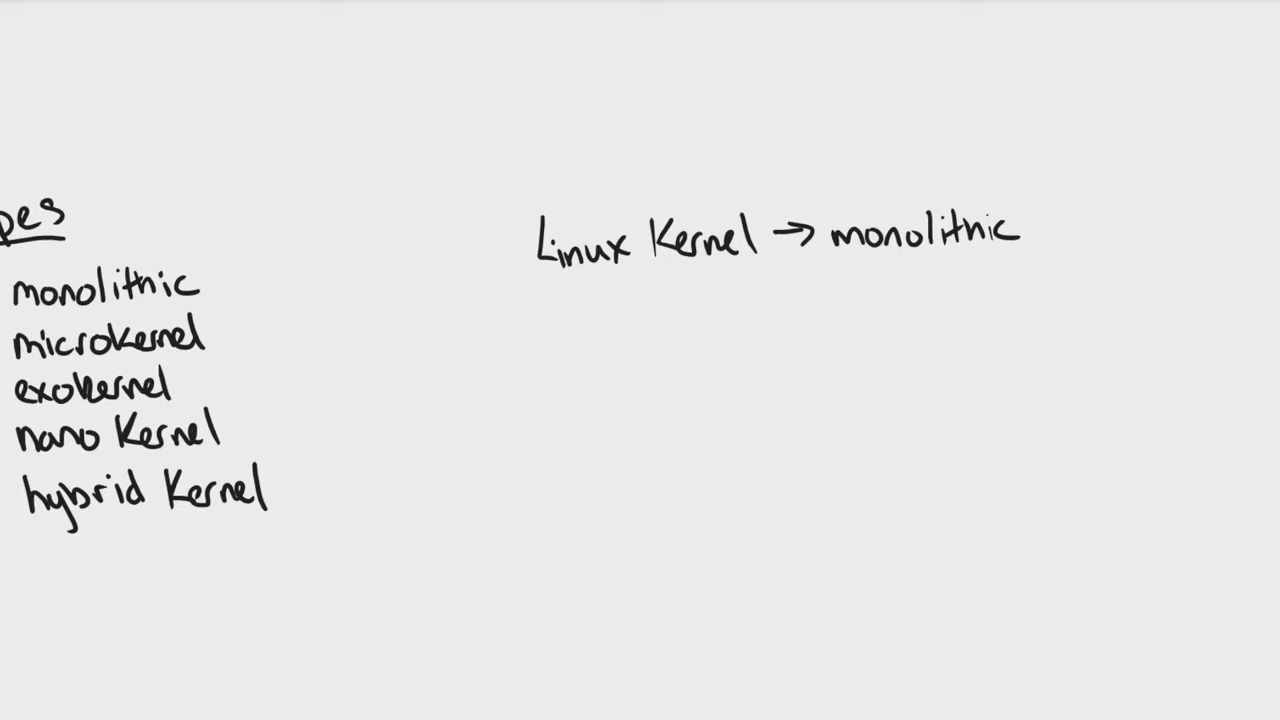 pes
monolithic
microkernel
exokernel
nano Kernel
hybrid Kernel
Linux Kernel → monolithic